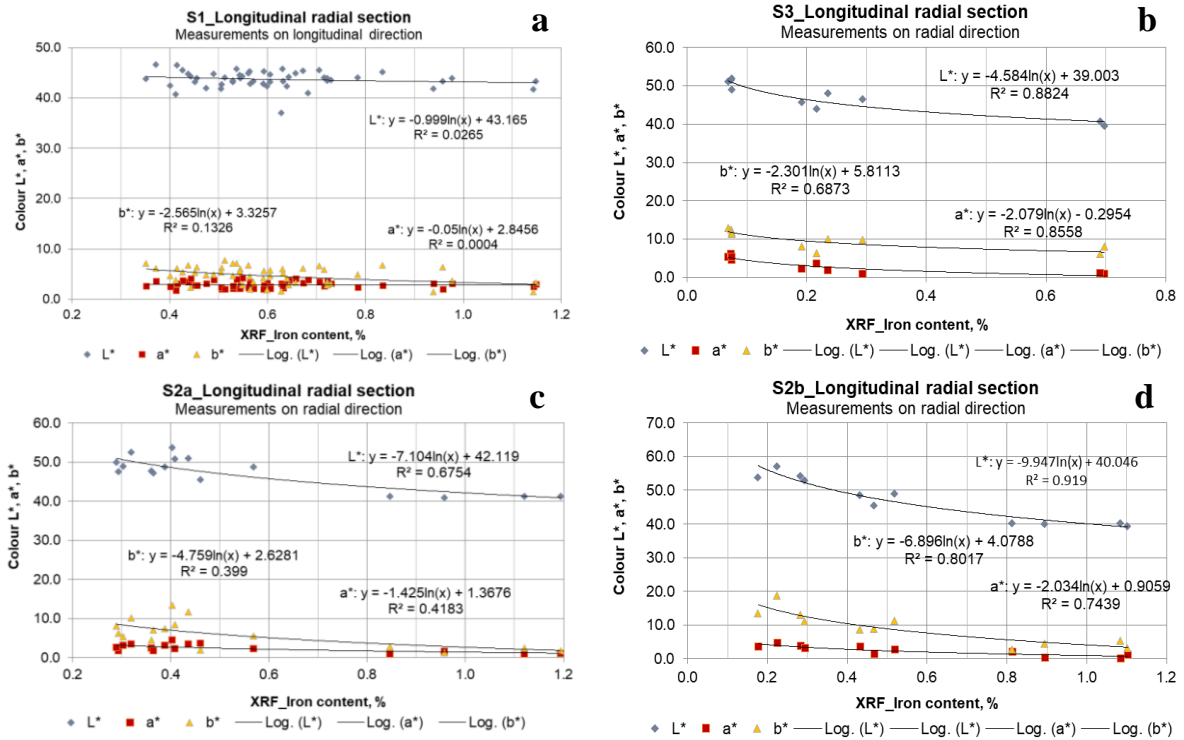 S1_Longitudinal radial section
Measurements on longitudinal direction
a
Colour L*, a*, b*
50.0
40.0
30.0
20.0
10.0
0.0
L*: y = -0.999ln(x) + 43.165
R² = 0.0265
b*: y = -2.565ln(x) + 3.3257
R² = 0.1326
a*: y = -0.05ln(x) + 2.8456
R² = 0.0004
0.2 0.4 0.6 0.8 1.0 1.2
XRF_Iron content, %
L* a* b* Log. (L*) Log. (a*) Log. (b*)
S3_Longitudinal radial section
Measurements on radial direction
b
Colour L*, a*, b*
60.0
50.0
40.0
30.0
20.0
10.0
0.0
L*: y = -4.584ln(x) + 39.003
R² = 0.8824
b*: y = -2.301ln(x) + 5.8113
R² = 0.6873
a*: y = -2.079ln(x) - 0.2954
R² = 0.8558
0.0 0.2 0.4 0.6 0.8
XRF_Iron content, %
L* a* b* Log. (L*) Log. (L*) Log. (a*) Log. (b*)
S2a_Longitudinal radial section
Measurements on radial direction
c
Colour L*, a*, b*
60.0
50.0
40.0
30.0
20.0
10.0
0.0
L*: y = -7.104ln(x) + 42.119
R² = 0.6754
b*: y = -4.759ln(x) + 2.6281
R² = 0.399
a*: y = -1.425ln(x) + 1.3676
R² = 0.4183
0.2 0.4 0.6 0.8 1.0 1.2
XRF_Iron content, %
L* a* b* Log. (L*) Log. (a*) Log. (b*)
S2b_Longitudinal radial section
Measurements on radial direction
d
Colour L*, a*, b*
70.0
60.0
50.0
40.0
30.0
20.0
10.0
0.0
L*: y = -9.947ln(x) + 40.046
R² = 0.919
b*: y = -6.896ln(x) + 4.0788
R² = 0.8017
a*: y = -2.034ln(x) + 0.9059
R² = 0.7439
0.0 0.2 0.4 0.6 0.8 1.0 1.2
XRF_Iron content, %
L* a* b* Log. (L*) Log. (L*) Log. (a*) Log. (b*)